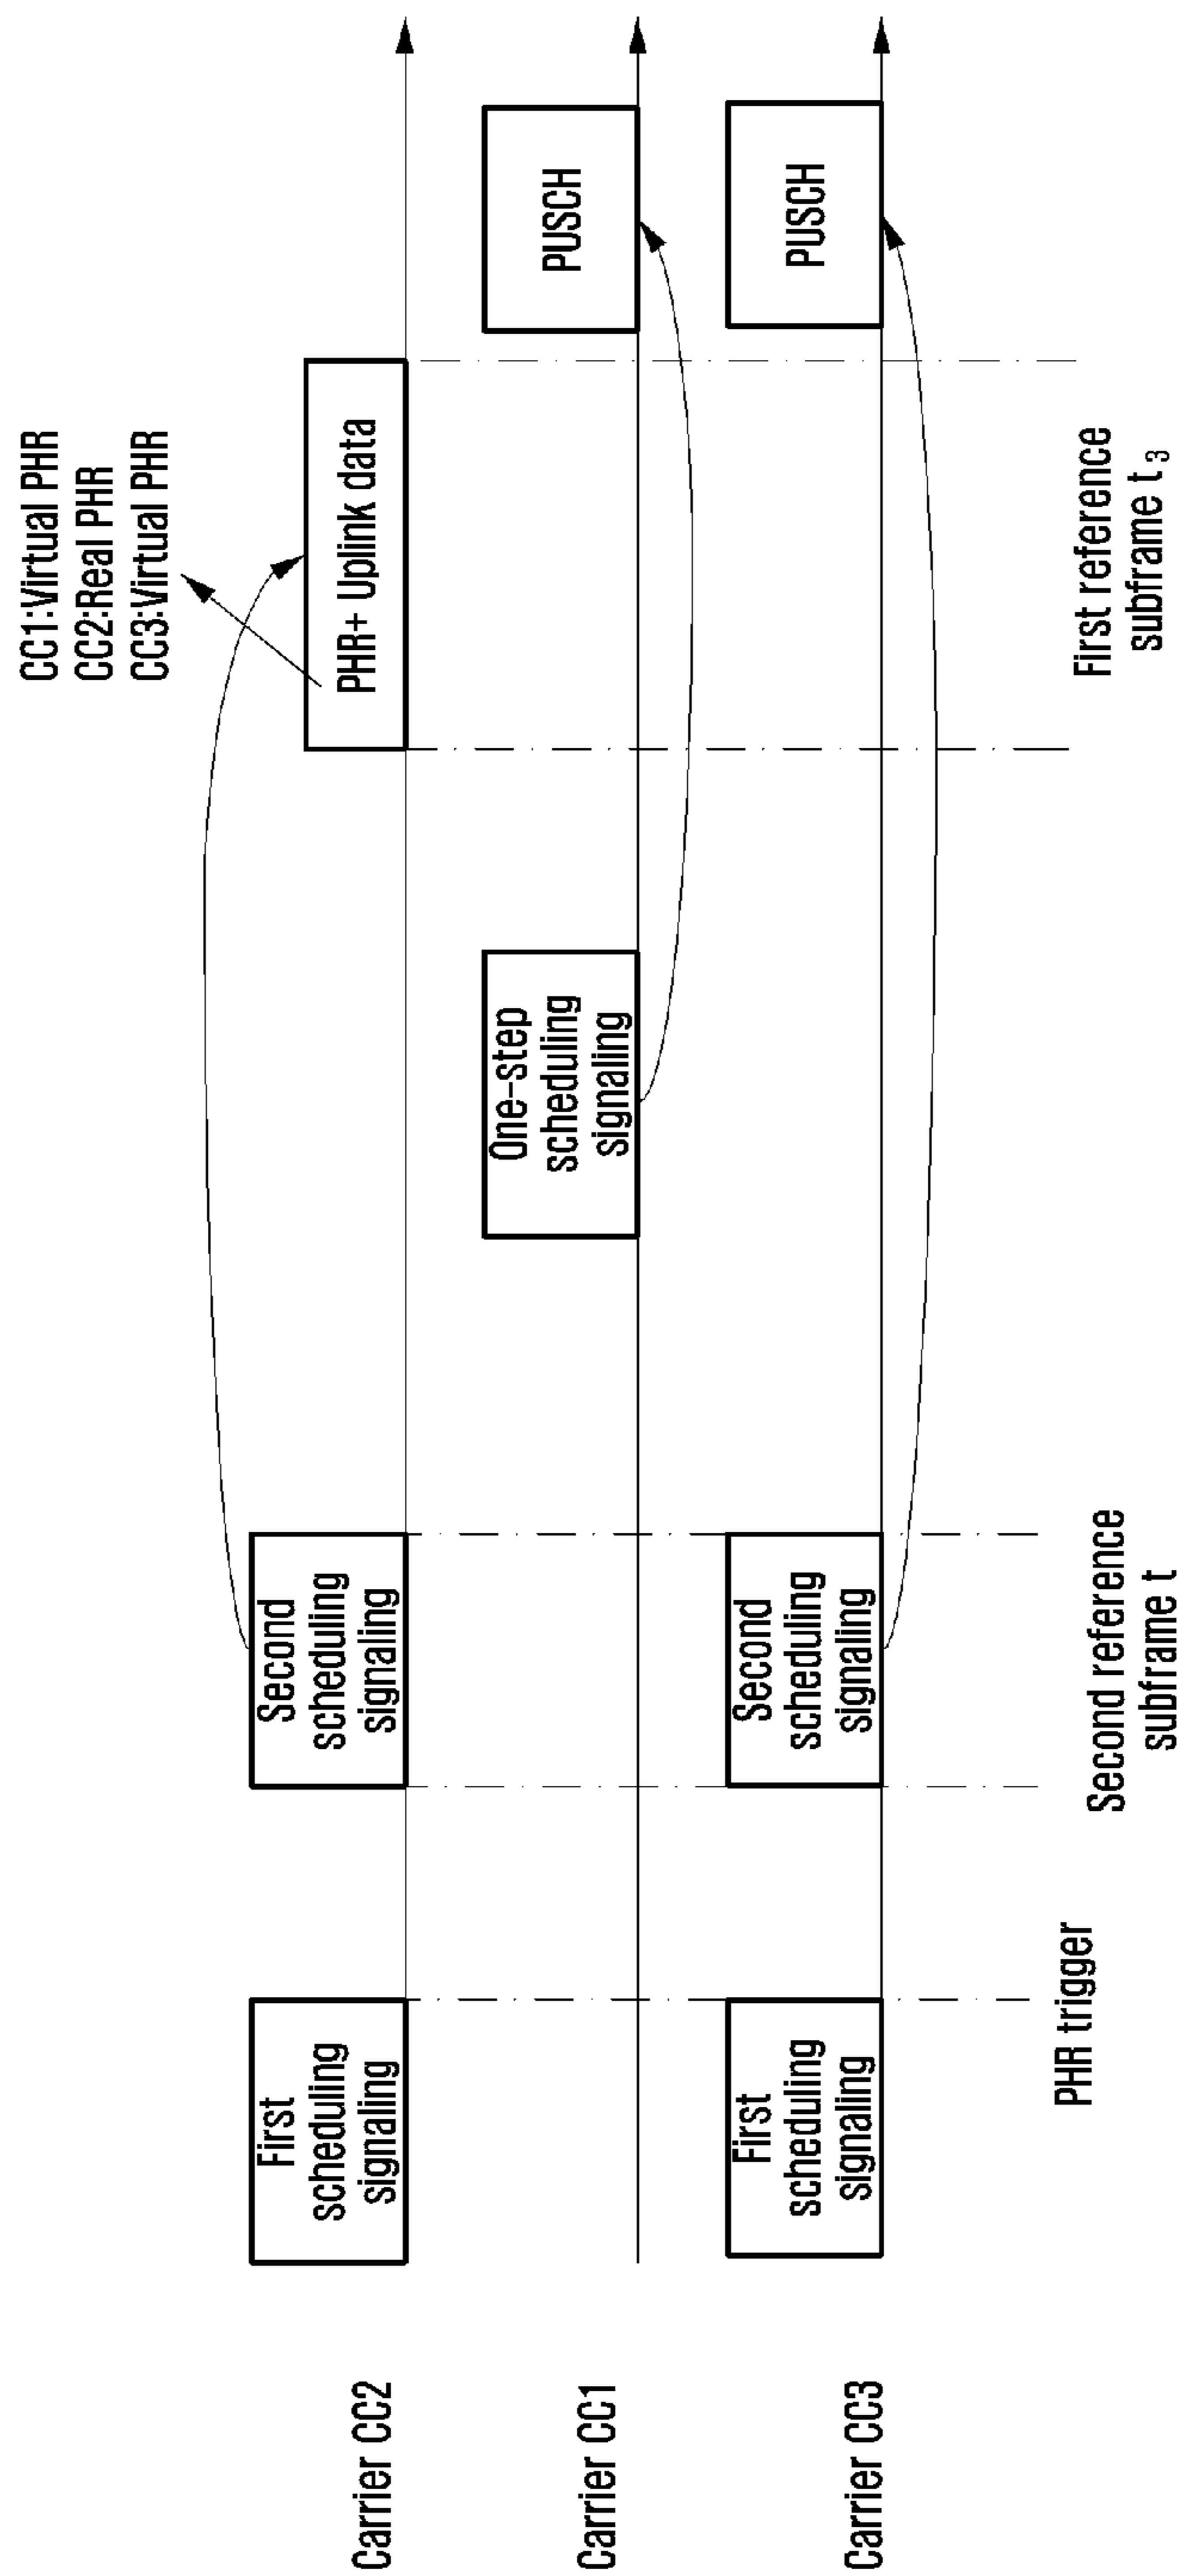 CC1:Virtual PHR
CC2:Real PHR
CC3:Virtual PHR
Carrier CC2
First
scheduling
signaling
Second
scheduling
signaling
PHR+ Uplink data
Carrier CC1
One-step
scheduling
signaling
PUSCH
Carrier CC3
First
scheduling
signaling
Second
scheduling
signaling
PUSCH
PHR trigger
Second reference
subframe t
First reference
subframe t3